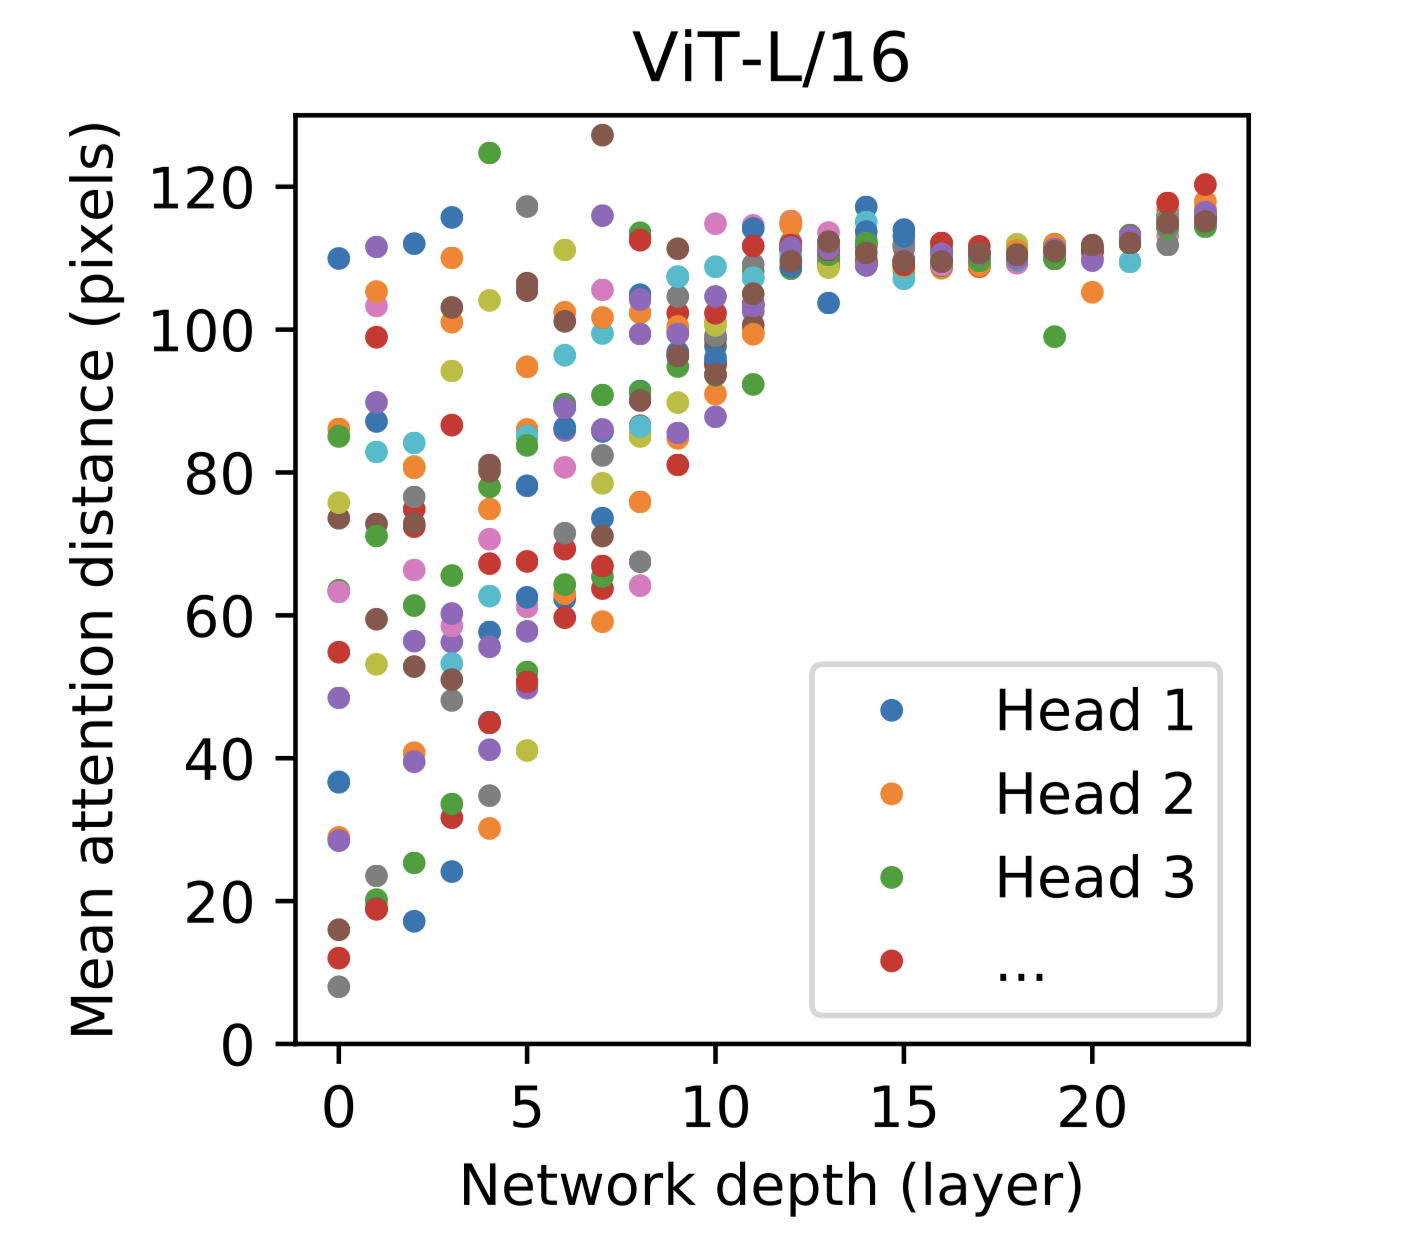 ViT-L/16
Mean attention distance (pixels)
120
100
80
60
40
20
0
Head 1
Head 2
Head 3
...
0 5 10 15 20
Network depth (layer)